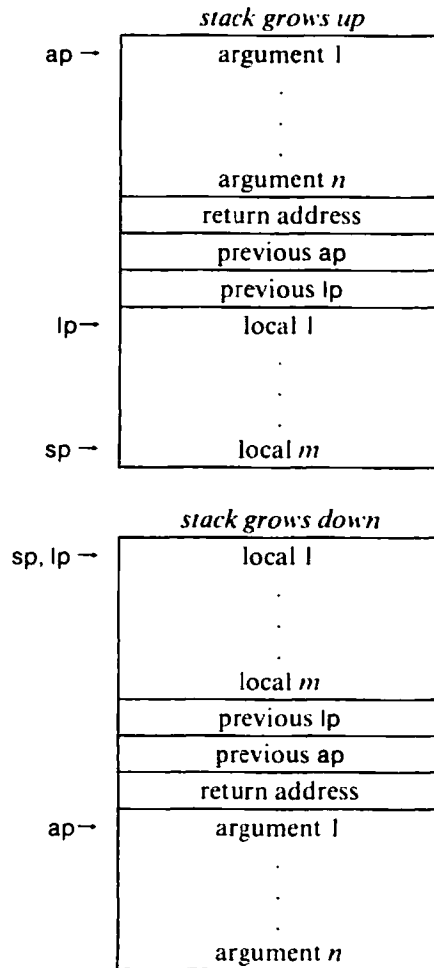 stack grows up
ap → argument 1
.
.
.
argument n
return address
previous ap
previous lp
lp → local 1
.
.
.
sp → local m
stack grows down
sp, lp → local 1
.
.
.
local m
previous lp
previous ap
return address
ap → argument 1
.
.
.
argument n